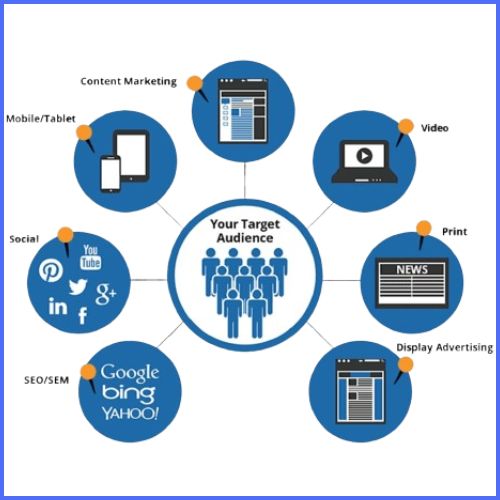 Content Marketing
Mobile/Tablet
Video
Your Target
Audience
Social
You
Tube
g+
in
f
Print
NEWS
Display Advertising
SEO/SEM
Google
bing
YAHOO!